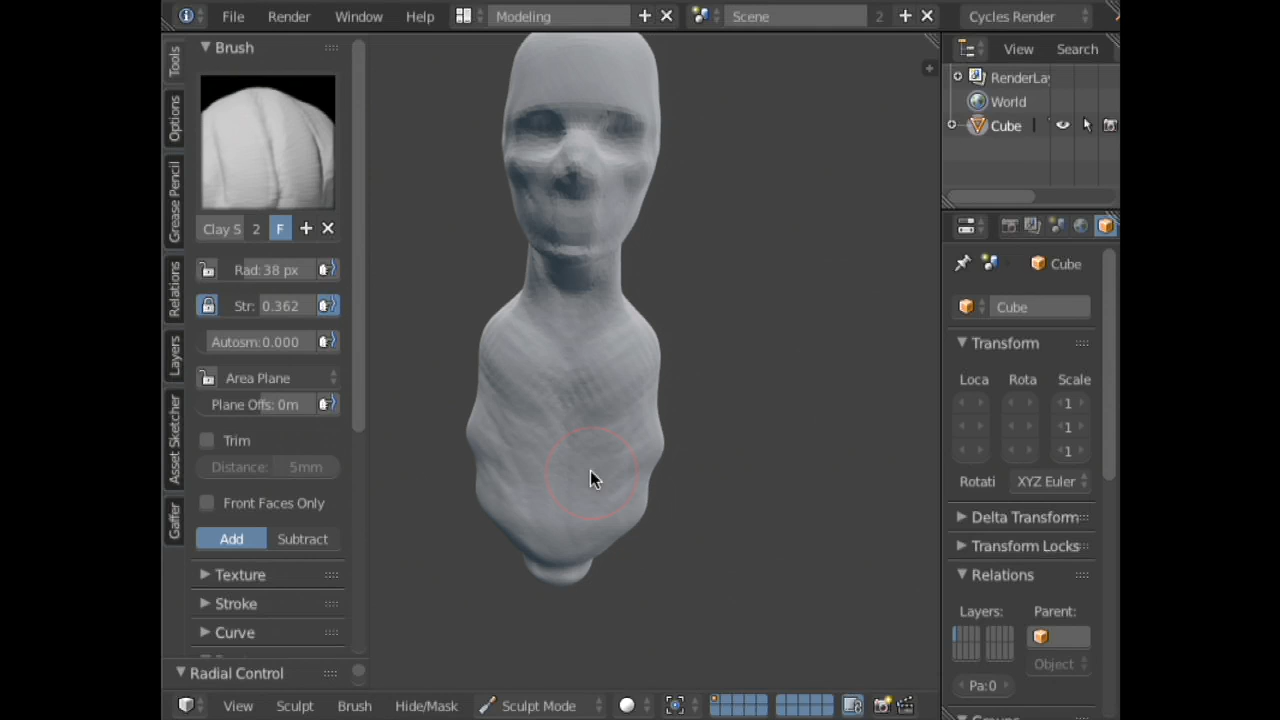 File Render Window Help Modeling Scene 2 Cycles Render
Tools
Options
Grease Pencil
Relations
Layers
Asset Sketcher
Gaffer
Brush
Clay S 2 F
Rad: 38 px
Str: 0.362
Autosm: 0.000
Area Plane
Plane Offs: 0m
Trim
Distance: 5mm
Front Faces Only
Add Subtract
Texture
Stroke
Curve
Radial Control
View Sculpt Brush Hide/Mask Sculpt Mode
View Search
RenderLay
World
Cube
Cube
Cube
Transform
Loca Rota Scale
1
1
1
Rotati XYZ Euler
Delta Transform
Transform Locks
Relations
Layers: Parent:
Object
Pa:0